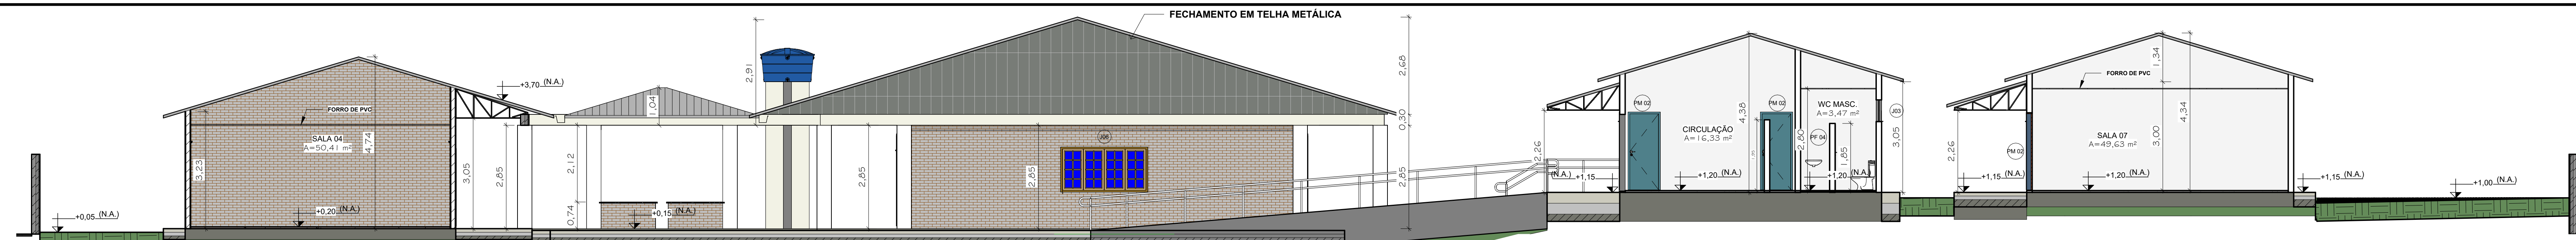 FECHAMENTO EM TELHA METÁLICA
+3,70 (N.A.)
FORRO DE PVC
SALA 04
A=50,41 m²
4,74
3,23
+0,05 (N.A.)
+0,20 (N.A.)
3,05
2,85
2,12
0,74
1,04
+0,15 (N.A.)
2,91
2,85
2,85
J06
2,68
0,30
2,85
2,26
(N.A.) +1,15
PM 02
CIRCULAÇÃO
A=16,33 m²
+1,20 (N.A.)
4,38
PM 02
WC MASC.
A=3,47 m²
2,80
PF 04
1,85
+1,20 (N.A.)
J03
3,05
2,26
+1,15 (N.A.)
PM 02
FORRO DE PVC
SALA 07
A=49,63 m²
+1,20 (N.A.)
1,34
3,00
4,34
+1,15 (N.A.)
+1,00 (N.A.)